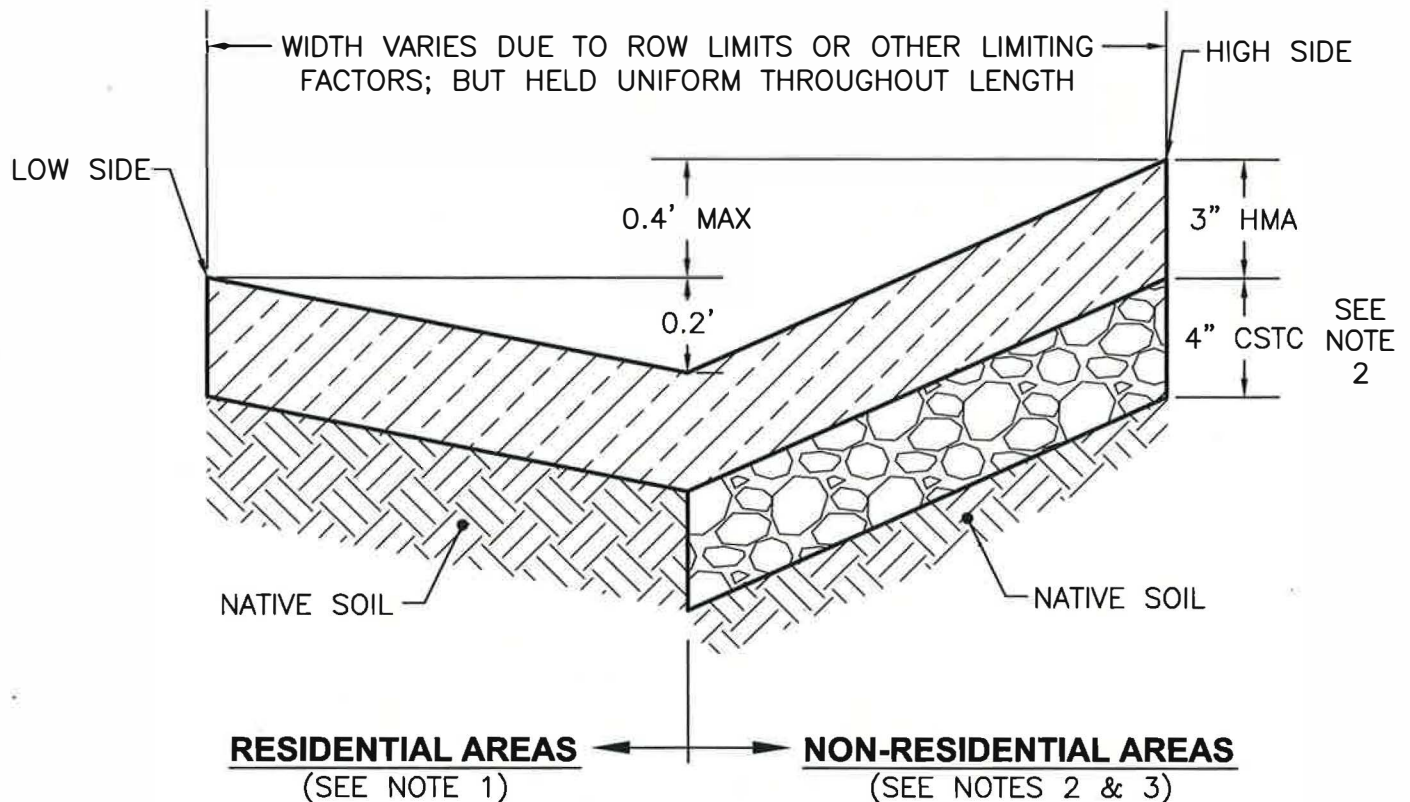 WIDTH VARIES DUE TO ROW LIMITS OR OTHER LIMITING
FACTORS; BUT HELD UNIFORM THROUGHOUT LENGTH
HIGH SIDE
LOW SIDE
0.4' MAX
3" HMA
0.2'
4" CSTC
SEE
NOTE
2
NATIVE SOIL
NATIVE SOIL
RESIDENTIAL AREAS
(SEE NOTE 1)
NON-RESIDENTIAL AREAS
(SEE NOTES 2 & 3)